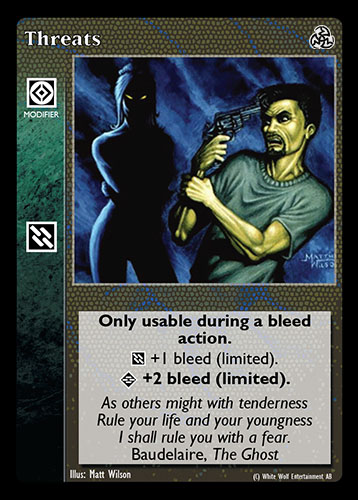 Threats
MODIFIER
MATTHEW
WILSON
Only usable during a bleed
action.
+1 bleed (limited).
+2 bleed (limited).
As others might with tenderness
Rule your life and your youngness
I shall rule you with a fear.
Baudelaire, The Ghost
Illus: Matt Wilson
(C) White Wolf Entertainment AB